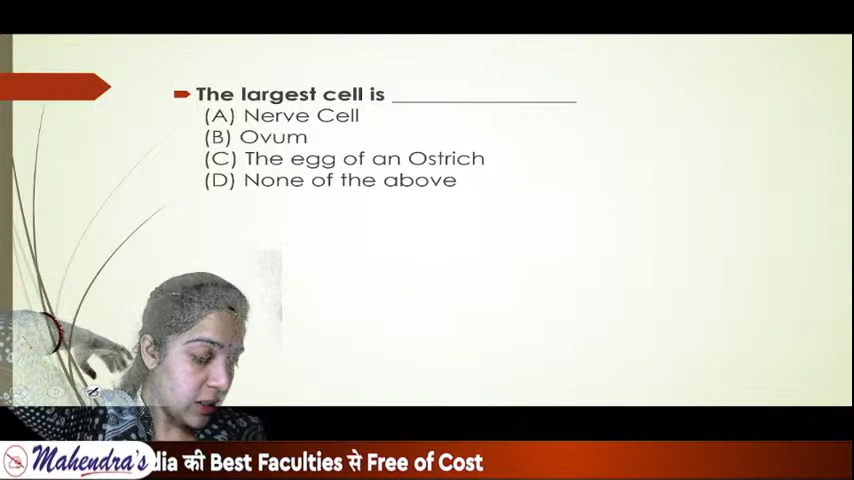 The largest cell is _______________
(A) Nerve Cell
(B) Ovum
(C) The egg of an Ostrich
(D) None of the above
Mahendra's
की Best Faculties से Free of Cost